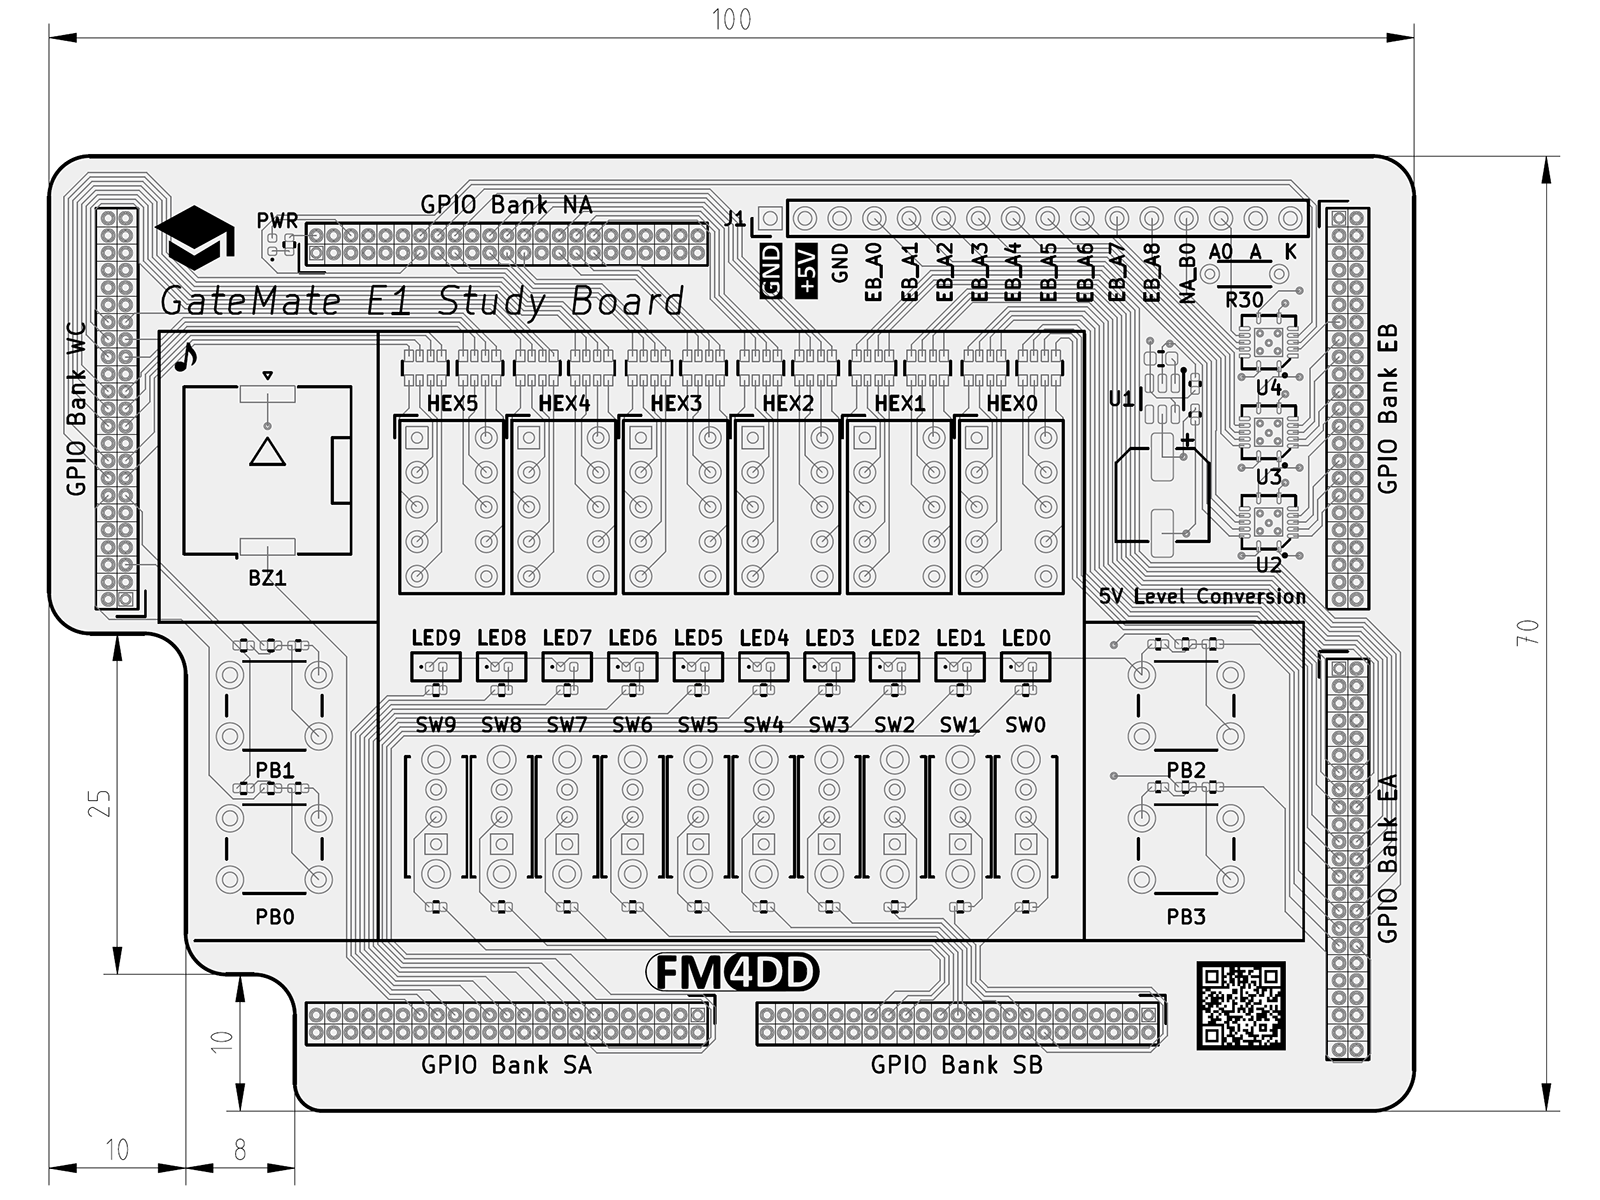 100
GPIO Bank NA
PWR
J1
GND
+5V
GND
EB_A0
EB_A1
EB_A2
EB_A3
EB_A4
EB_A5
EB_A6
EB_A7
EB_A8
NA_B0
A0 A K
R30
GateMate E1 Study Board
GPIO Bank WC
GPIO Bank EB
HEX5 HEX4 HEX3 HEX2 HEX1 HEX0
U1
+
U4
U3
U2
BZ1
5V Level Conversion
LED9 LED8 LED7 LED6 LED5 LED4 LED3 LED2 LED1 LED0
70
SW9 SW8 SW7 SW6 SW5 SW4 SW3 SW2 SW1 SW0
PB1
PB2
25
GPIO Bank EA
PB0
PB3
FM4DD
10
GPIO Bank SA
GPIO Bank SB
10
8